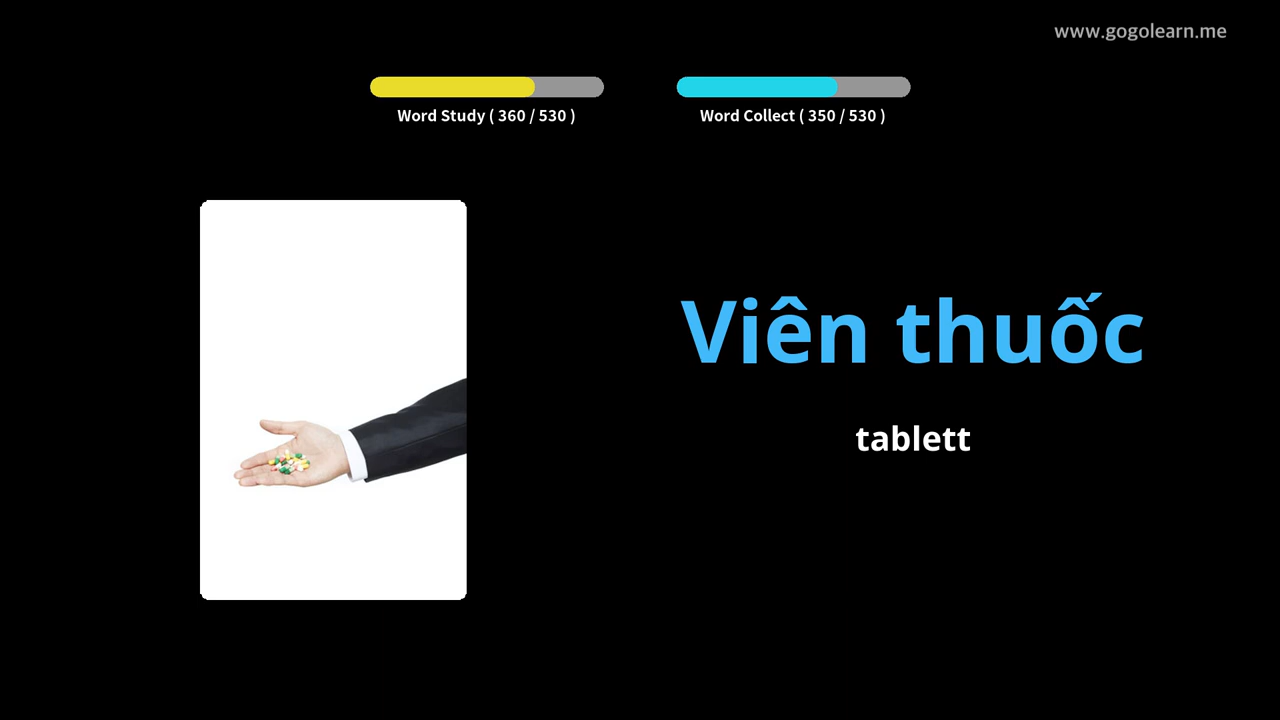 www.gogolearn.me
Word Study ( 360 / 530 )
Word Collect ( 350 / 530 )
Viên thuốc
tablett